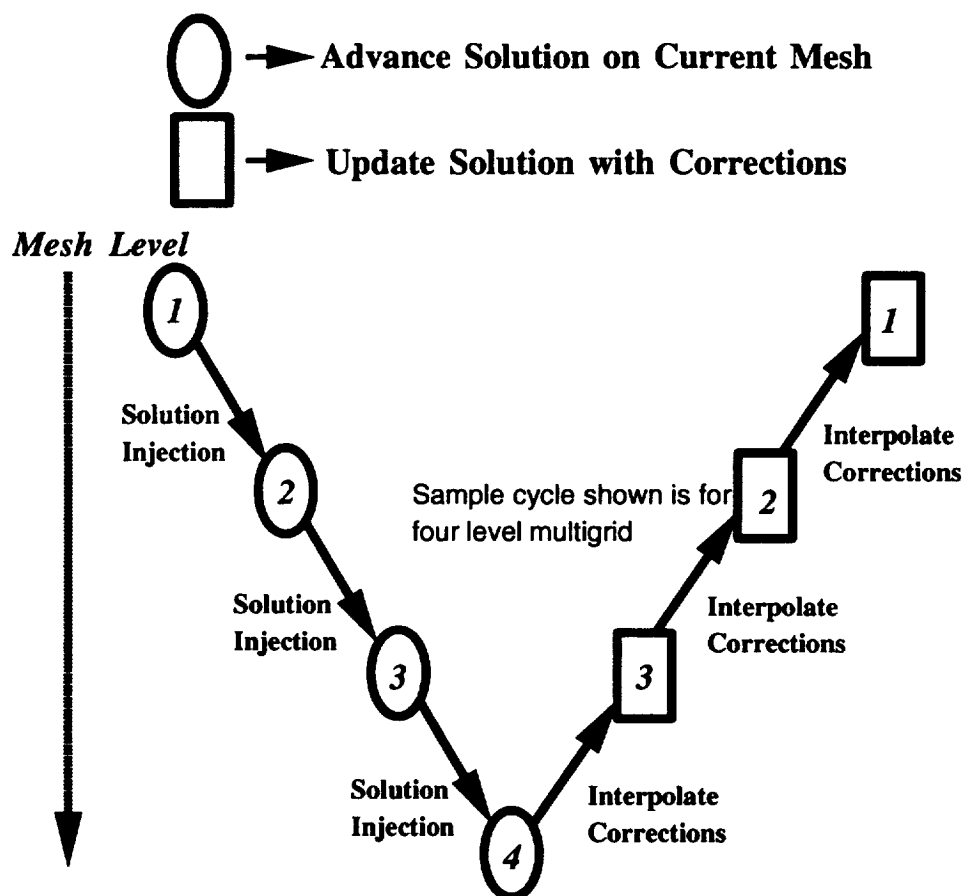 Advance Solution on Current Mesh
Update Solution with Corrections
Mesh Level
1
1
Solution
Injection
Interpolate
Corrections
2
Sample cycle shown is for
four level multigrid
2
Solution
Injection
Interpolate
Corrections
3
3
Solution
Injection
Interpolate
Corrections
4